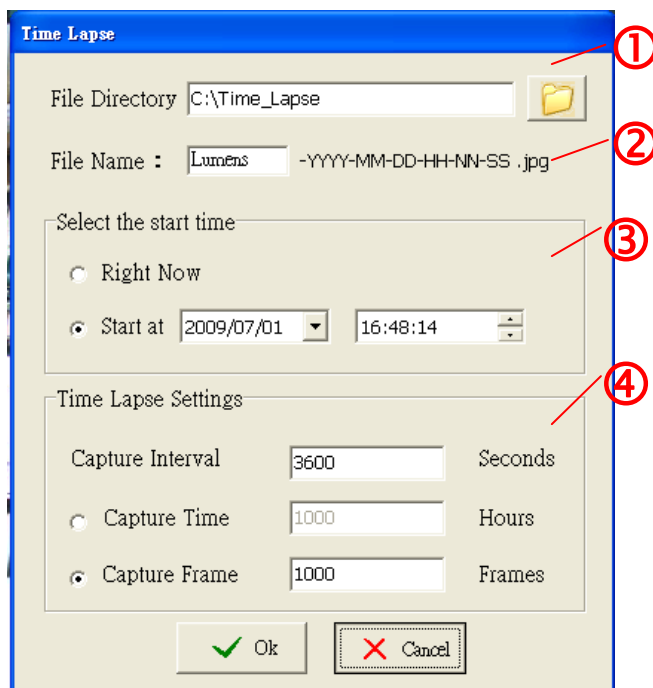 Time Lapse
①
File Directory C:\Time_Lapse
File Name : Lumens -YYYY-MM-DD-HH-NN-SS .jpg
②
Select the start time
③
Right Now
Start at 2009/07/01 16:48:14
④
Time Lapse Settings
Capture Interval 3600 Seconds
Capture Time 1000 Hours
Capture Frame 1000 Frames
Ok Cancel